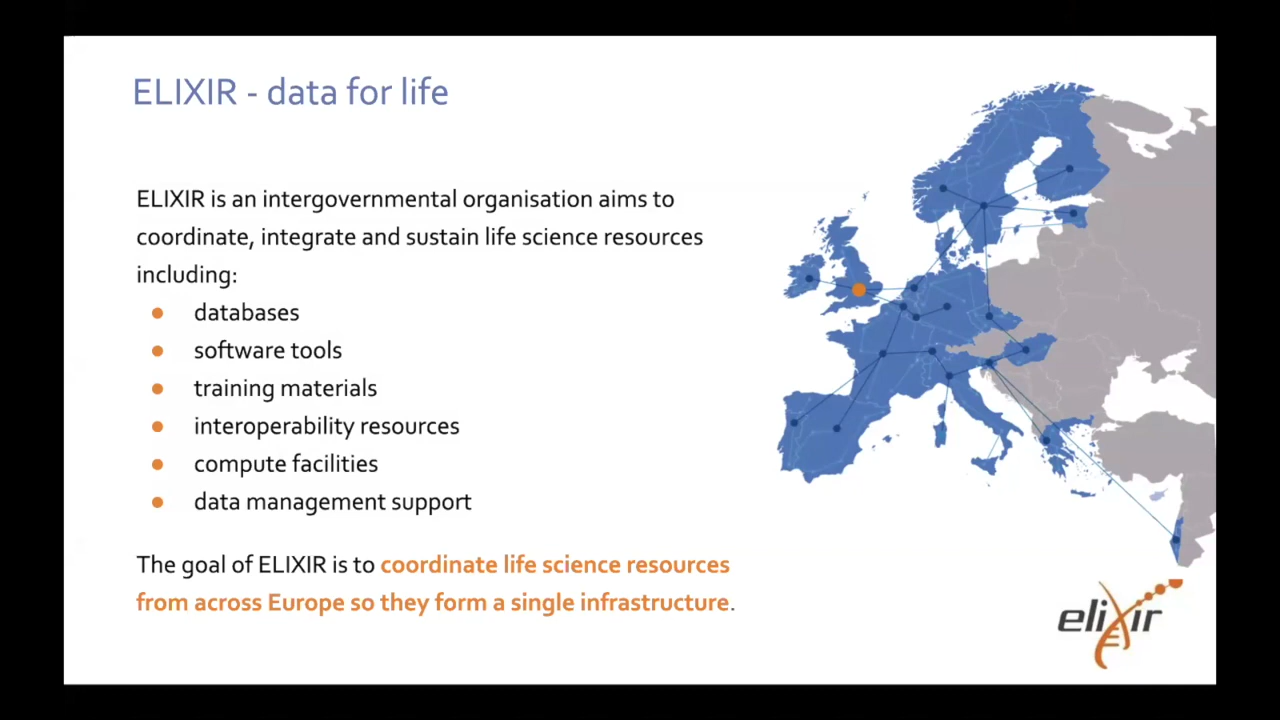 ELIXIR - data for life
ELIXIR is an intergovernmental organisation aims to
coordinate, integrate and sustain life science resources
including:
databases
software tools
training materials
interoperability resources
compute facilities
data management support
The goal of ELIXIR is to coordinate life science resources
from across Europe so they form a single infrastructure.
elixir